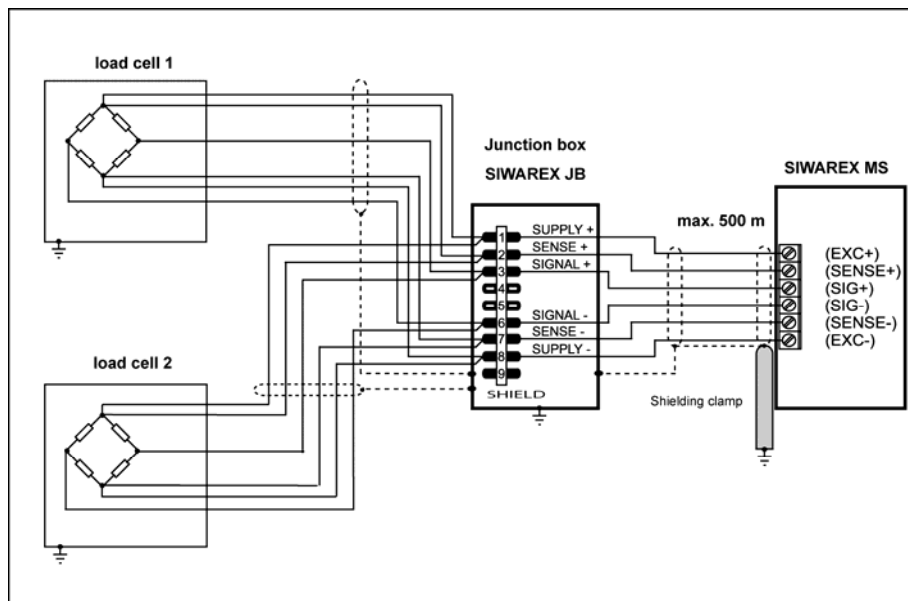 load cell 1
Junction box
SIWAREX JB
SIWAREX MS
max. 500 m
1 SUPPLY +
2 SENSE +
3 SIGNAL +
4
5
6 SIGNAL -
7 SENSE -
8 SUPPLY -
9
SHIELD
(EXC+)
(SENSE+)
(SIG+)
(SIG-)
(SENSE-)
(EXC-)
Shielding clamp
load cell 2